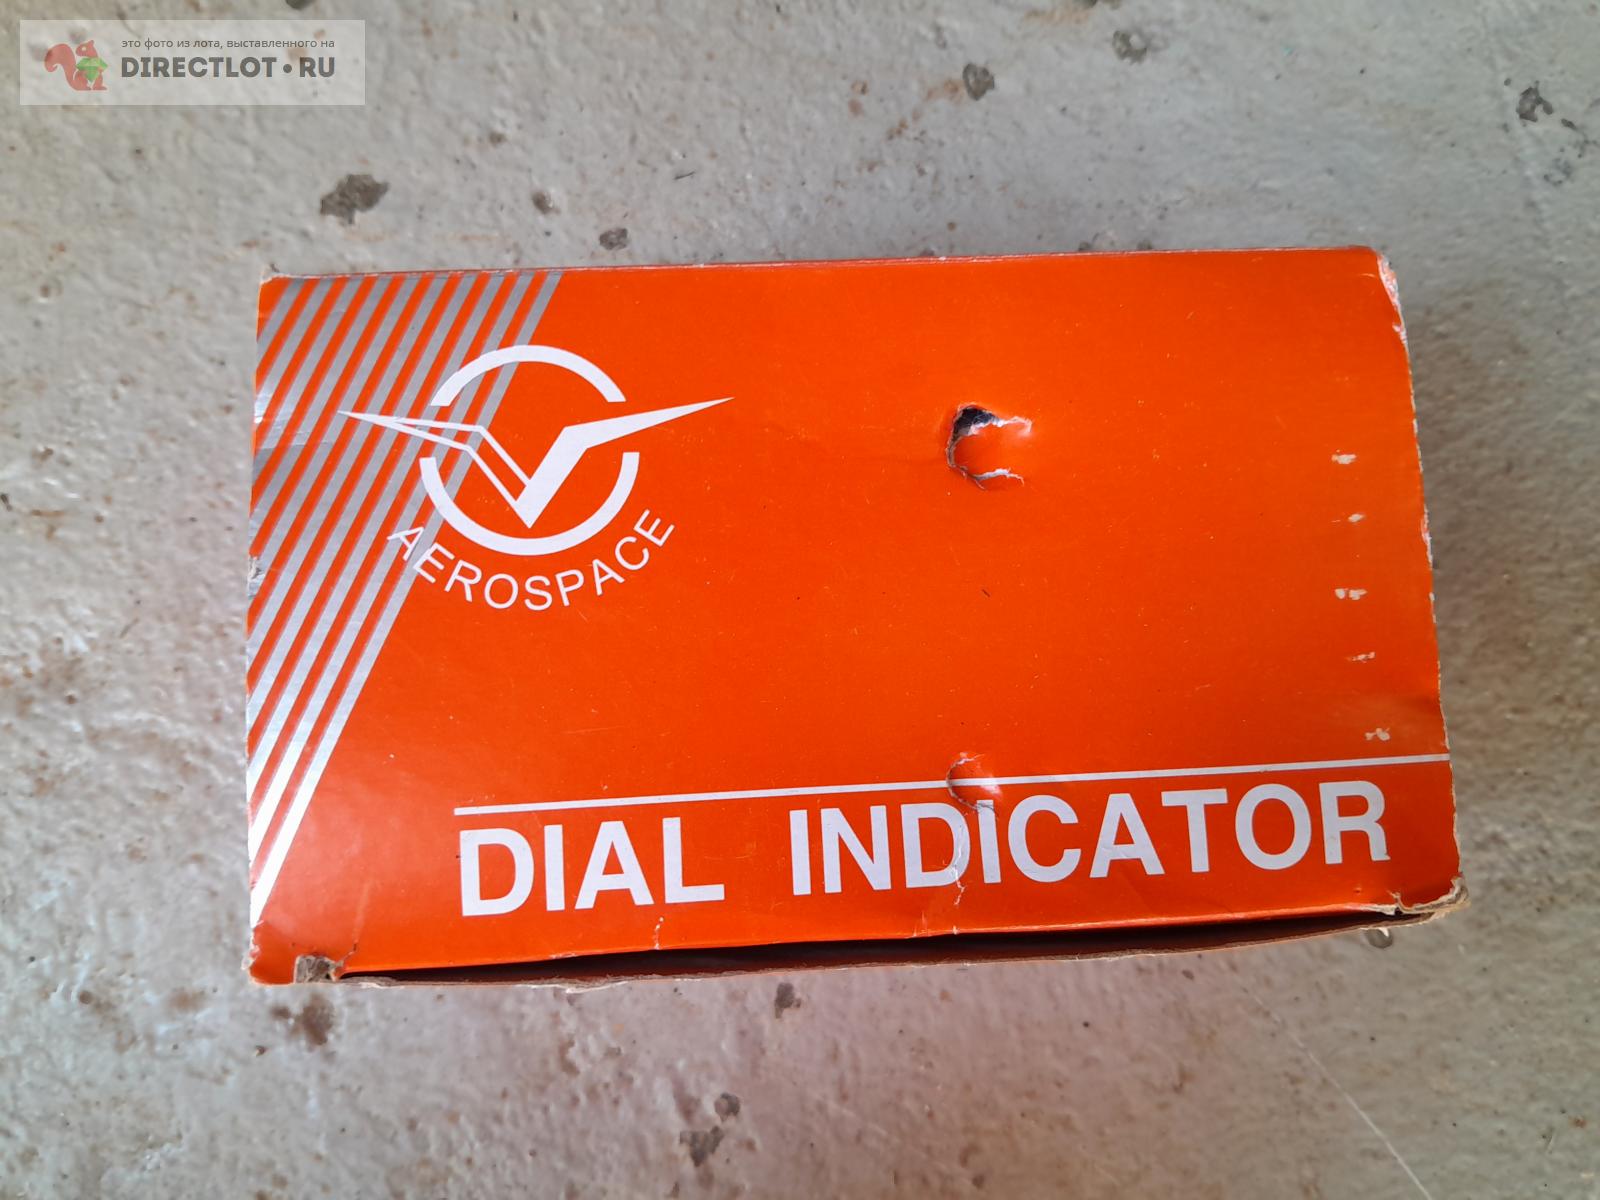 это фото из лота, выставленного на
DIRECTLOT•RU
AEROSPACE
DIAL INDICATOR